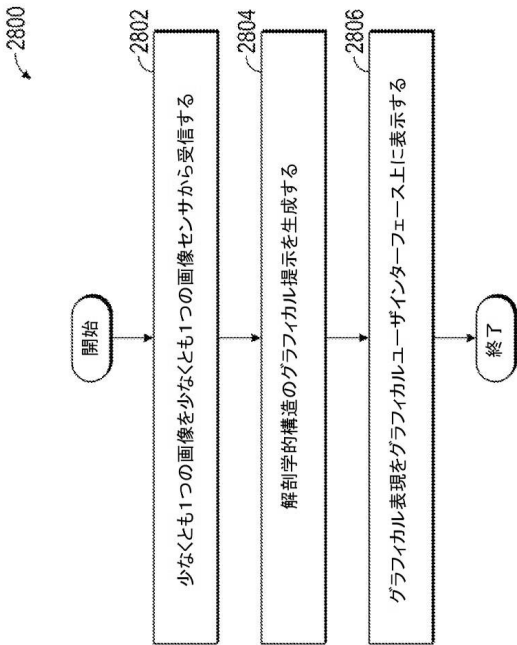 2800
開始
2802
少なくとも1つの画像を少なくとも1つの画像センサから受信する
2804
解剖学的構造のグラフィカル提示を生成する
2806
グラフィカル表現をグラフィカルユーザインターフェース上に表示する
終了